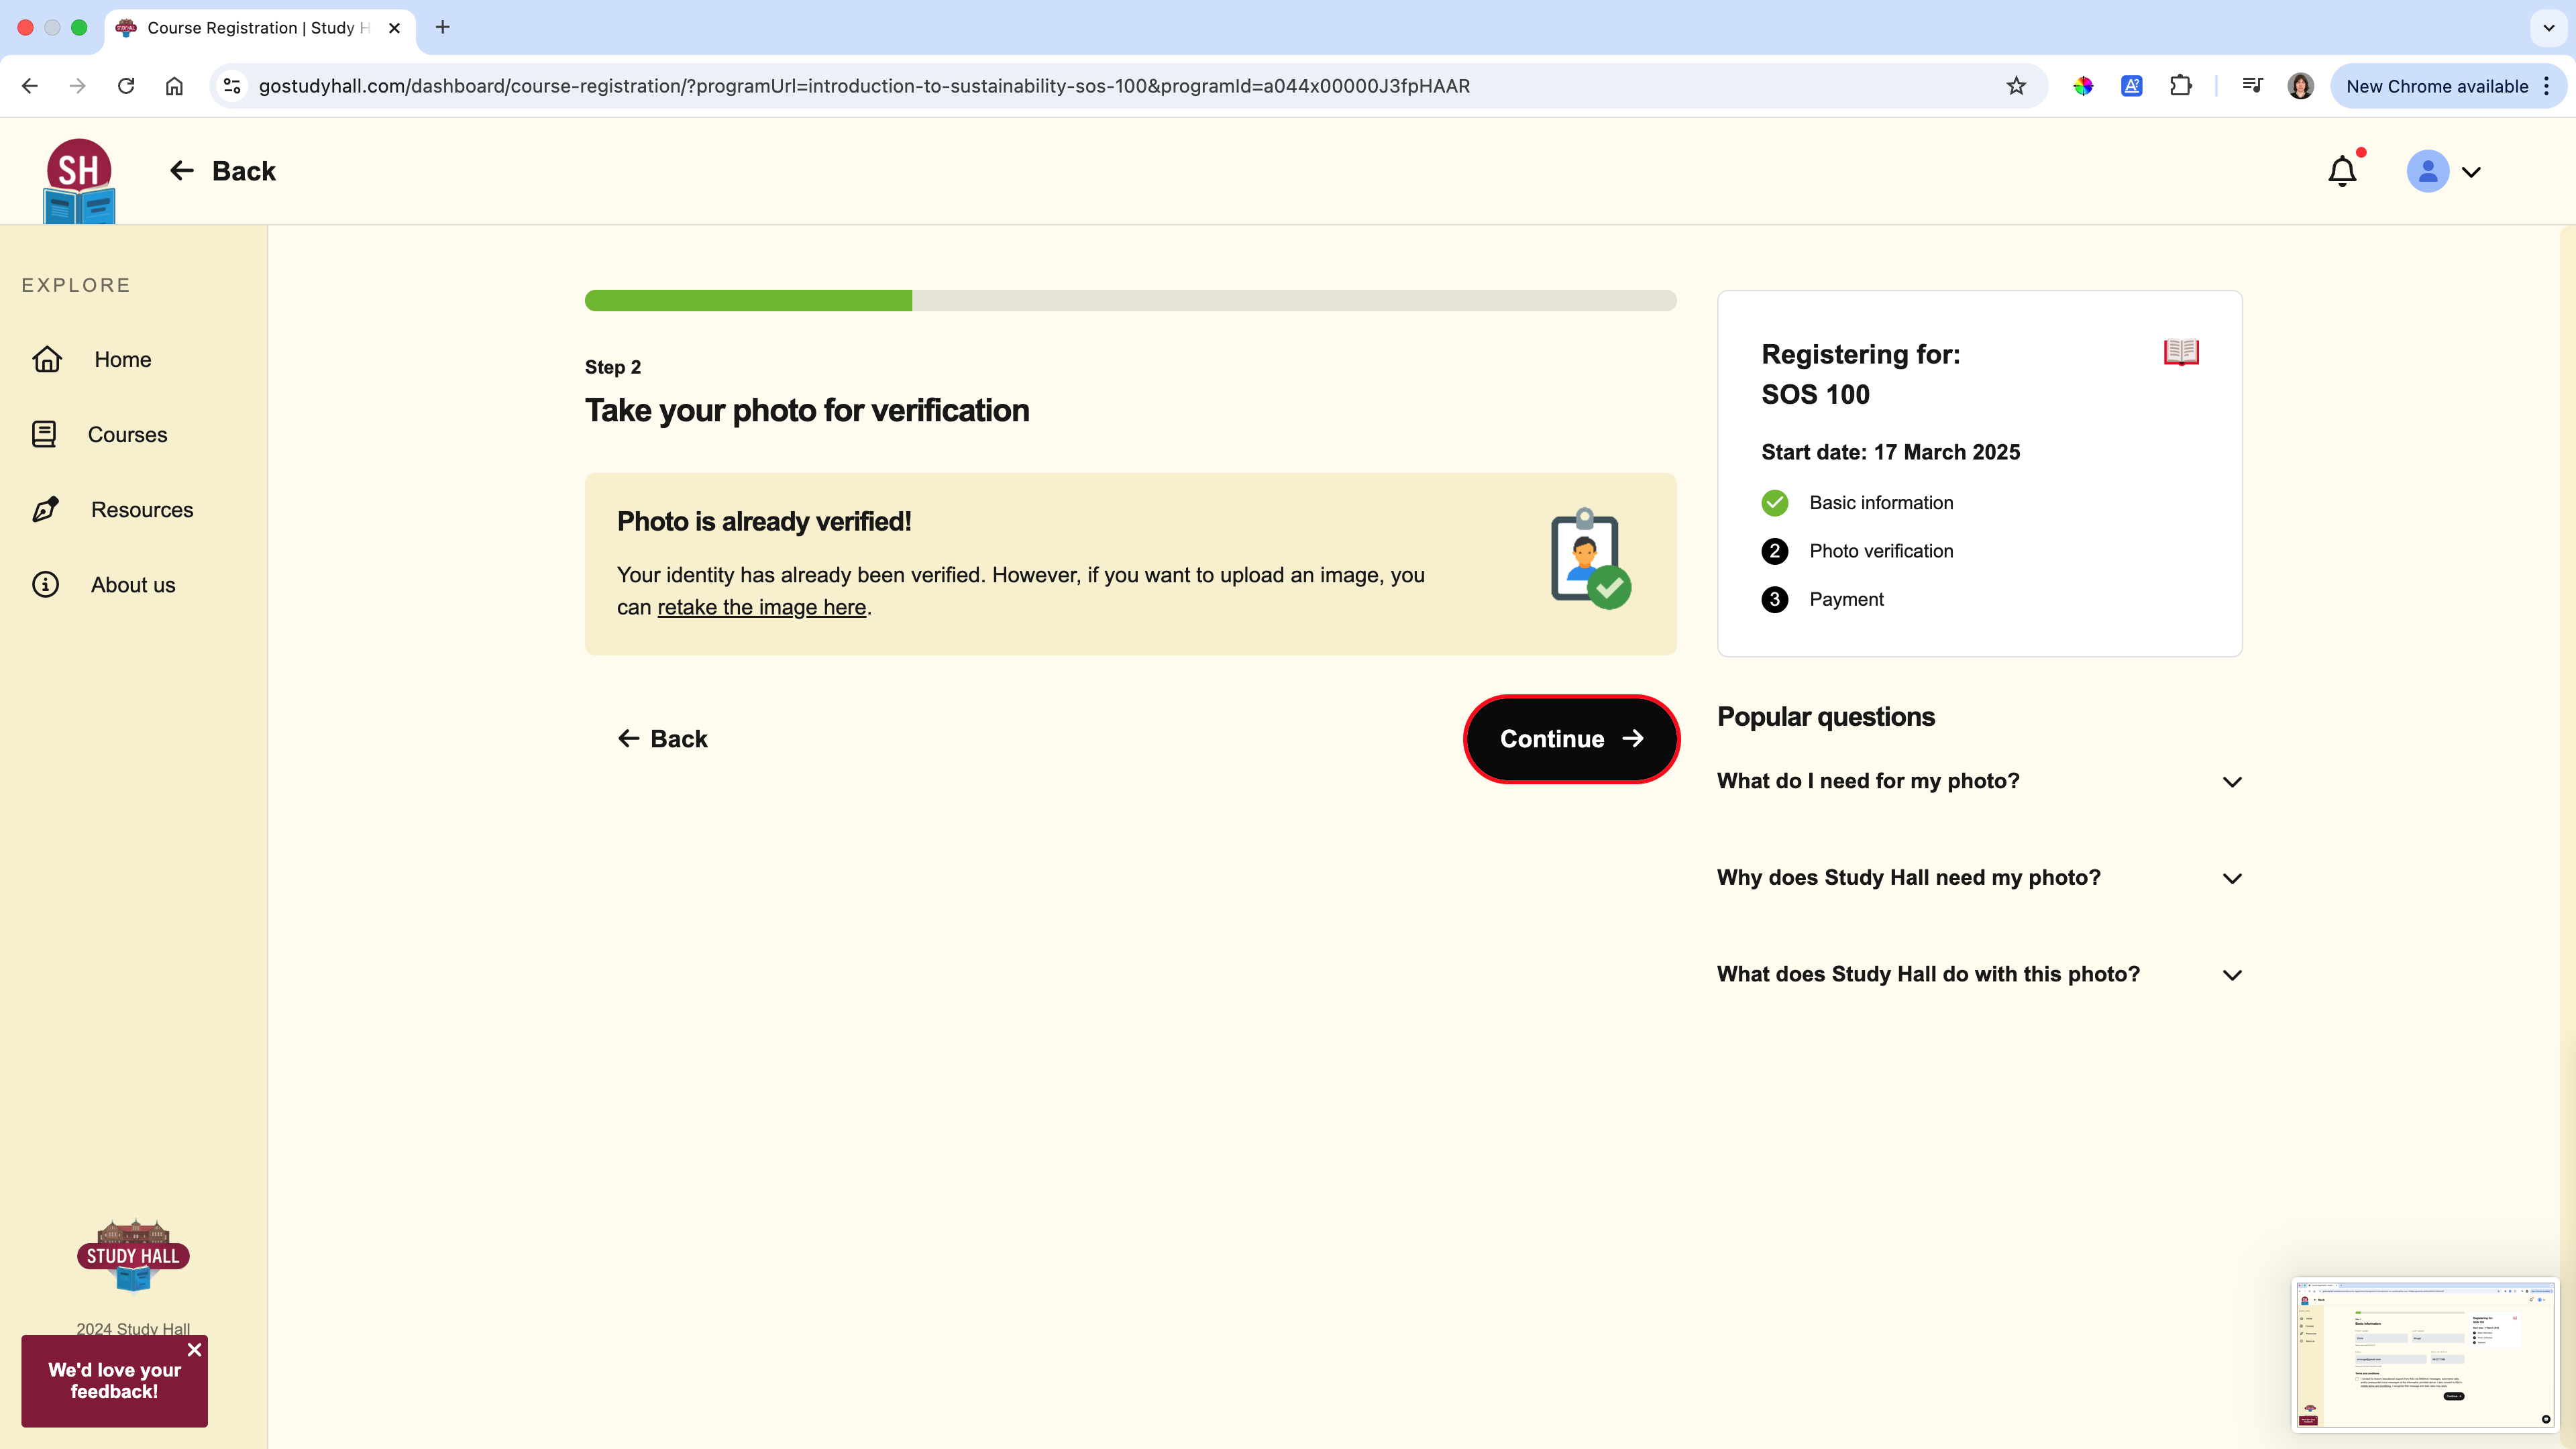 Course Registration | Study H
gostudyhall.com/dashboard/course-registration/?programUrl=introduction-to-sustainability-sos-100&programId=a044x00000J3fpHAAR
New Chrome available
SH
Back
EXPLORE
Home
Courses
Resources
About us
STUDY HALL
2024 Study Hall
We'd love your
feedback!
Step 2
Take your photo for verification
Photo is already verified!
Your identity has already been verified. However, if you want to upload an image, you
can retake the image here.
Back
Continue
Registering for:
SOS 100
Start date: 17 March 2025
Basic information
2 Photo verification
3 Payment
Popular questions
What do I need for my photo?
Why does Study Hall need my photo?
What does Study Hall do with this photo?